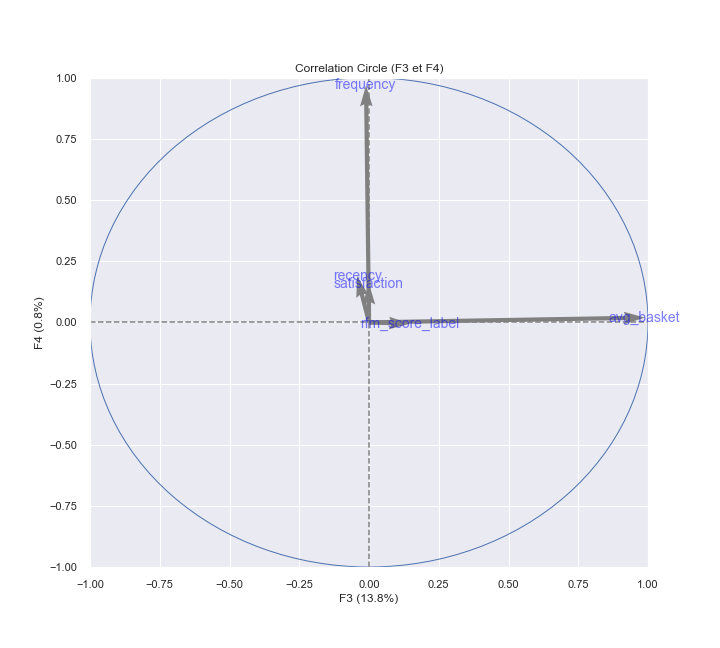 Correlation Circle (F3 et F4)
1.00
frequency
0.75
0.50
0.25
recency
satisfaction
0.00
rfm_score_label
avg_basket
F4 (0.8%)
−0.25
−0.50
−0.75
−1.00
−1.00 −0.75 −0.50 −0.25 0.00 0.25 0.50 0.75 1.00
F3 (13.8%)